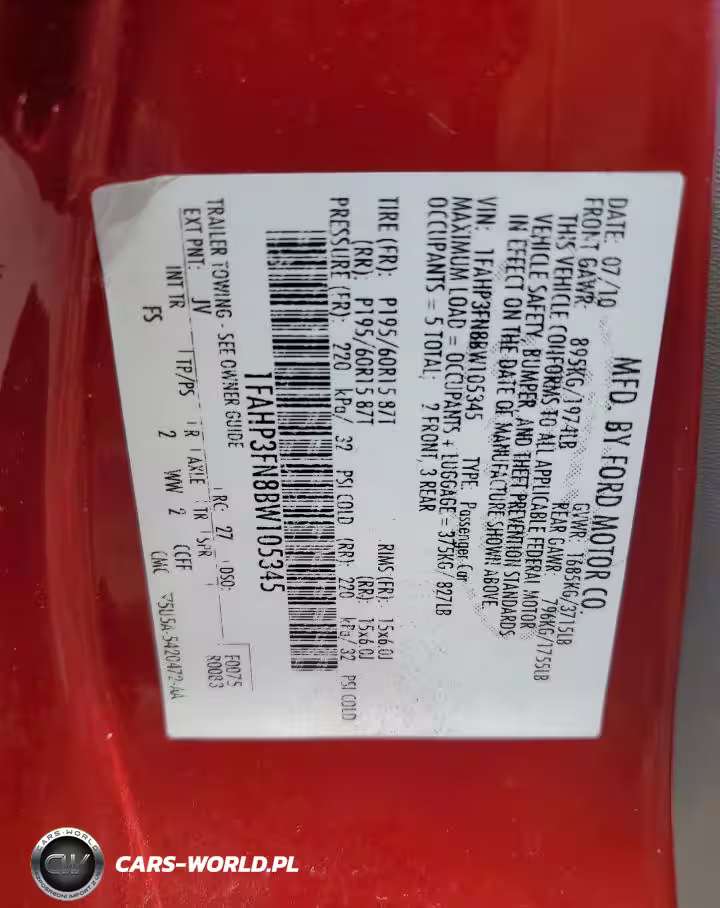 MFD. BY FORD MOTOR CO.
DATE: 07/10 GVWR: 1685KG/3715LB
FRONT GAWR: 895KG/1974LB REAR GAWR: 796KG/1755LB
THIS VEHICLE CONFORMS TO ALL APPLICABLE FEDERAL MOTOR
VEHICLE SAFETY, BUMPER, AND THEFT PREVENTION STANDARDS
IN EFFECT ON THE DATE OF MANUFACTURE SHOWN ABOVE.
VIN: 1FAHP3FN8BW105345 TYPE: Passenger Car
MAXIMUM LOAD = OCCUPANTS + LUGGAGE = 375KG/ 827LB
OCCUPANTS = 5 TOTAL; 2 FRONT, 3 REAR
TIRE (FR): P195/60R15 87T RIMS (FR): 15x6.0J
(RR): P195/60R15 87T (RR): 15x6.0J
PRESSURE (FR): 220 kPa/ 32 PSI COLD (RR): 220 kPa/ 32 PSI COLD
1FAHP3FN8BW105345
TRAILER TOWING - SEE OWNER GUIDE
F0075
R0083
EXT PNT: JV RC: 27 DSO:
INT TR TP/PS R AXLE TR SPR
FS 2 WW 2 CCFF
CMC 5U5A-5420472-AA
CARS-WORLD
CW
CARS-WORLD.PL